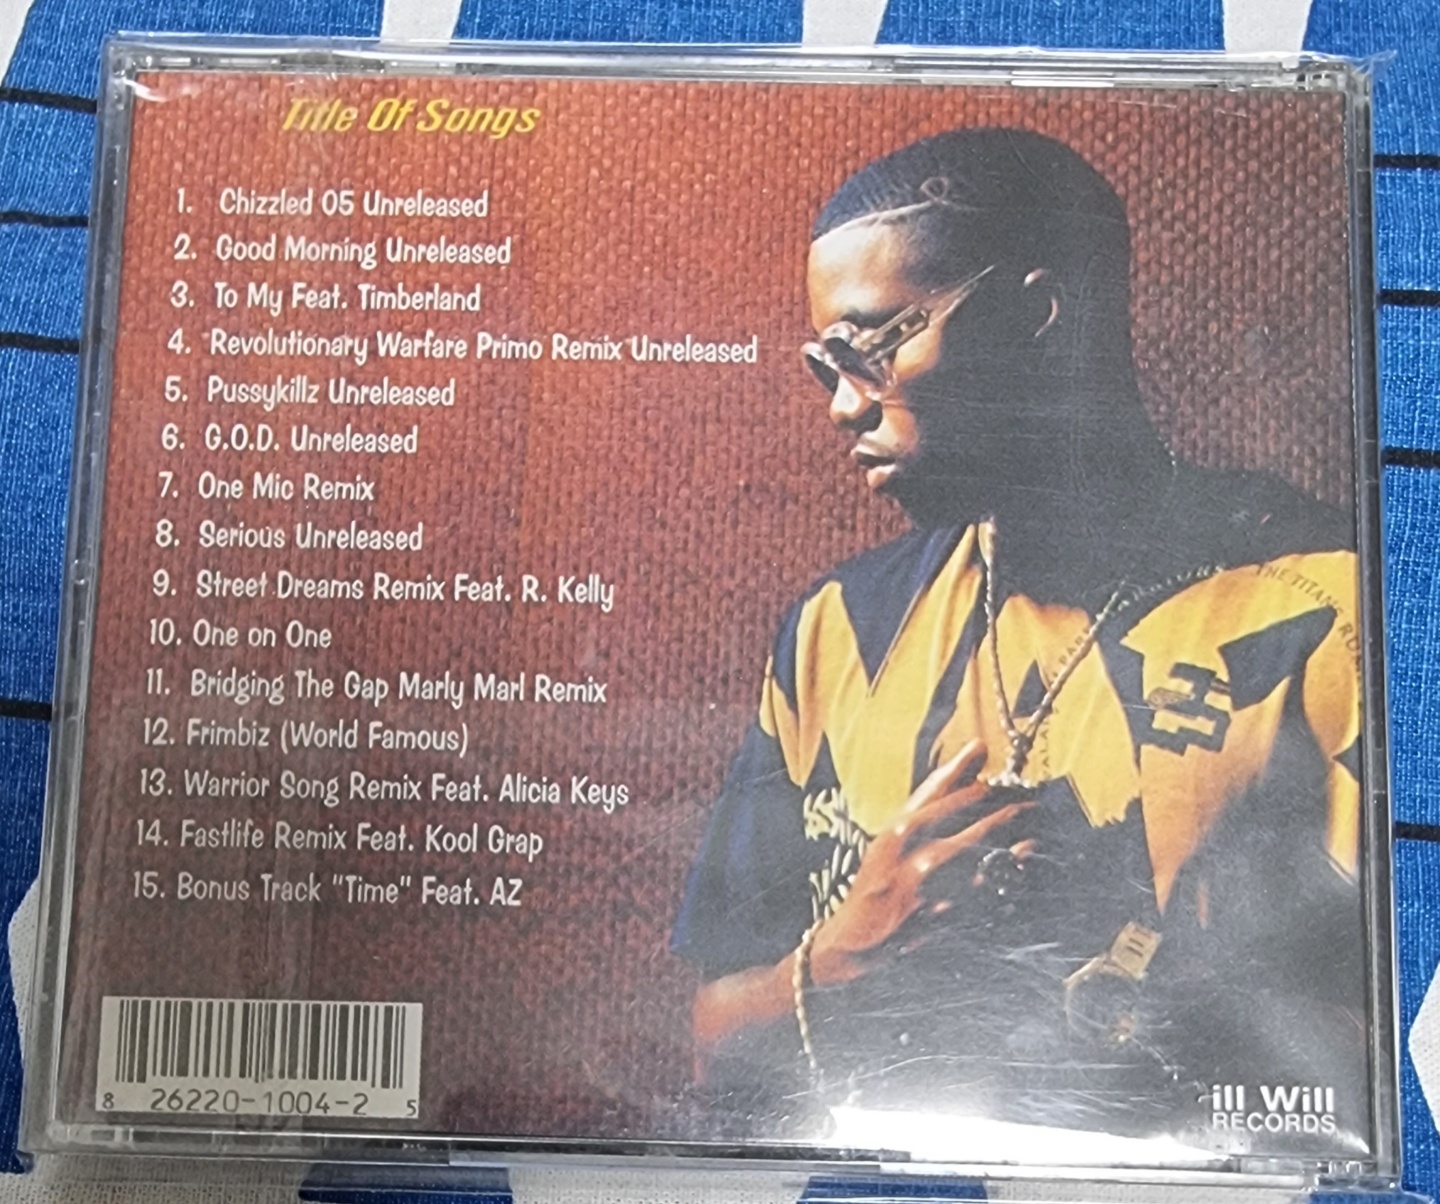 Title Of Songs
1. Chizzled 05 Unreleased
2. Good Morning Unreleased
3. To My Feat. Timberland
4. Revolutionary Warfare Primo Remix Unreleased
5. Pussykillz Unreleased
6. G.O.D. Unreleased
7. One Mic Remix
8. Serious Unreleased
9. Street Dreams Remix Feat. R. Kelly
10. One on One
11. Bridging The Gap Marly Marl Remix
12. Frimbiz (World Famous)
13. Warrior Song Remix Feat. Alicia Keys
14. Fastlife Remix Feat. Kool Grap
15. Bonus Track "Time" Feat. AZ
THE TITANS
8 26220-1004-2 5
ill Will
RECORDS